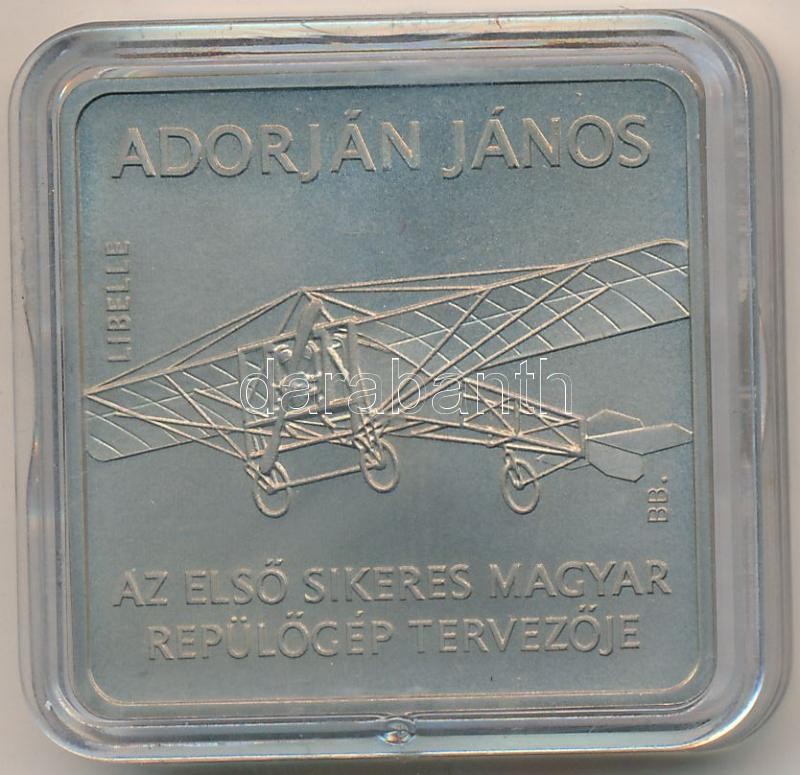 ADORJÁN JÁNOS
LIBELLE
darabanth
BB.
AZ ELSŐ SIKERES MAGYAR
REPÜLŐGÉP TERVEZŐJE